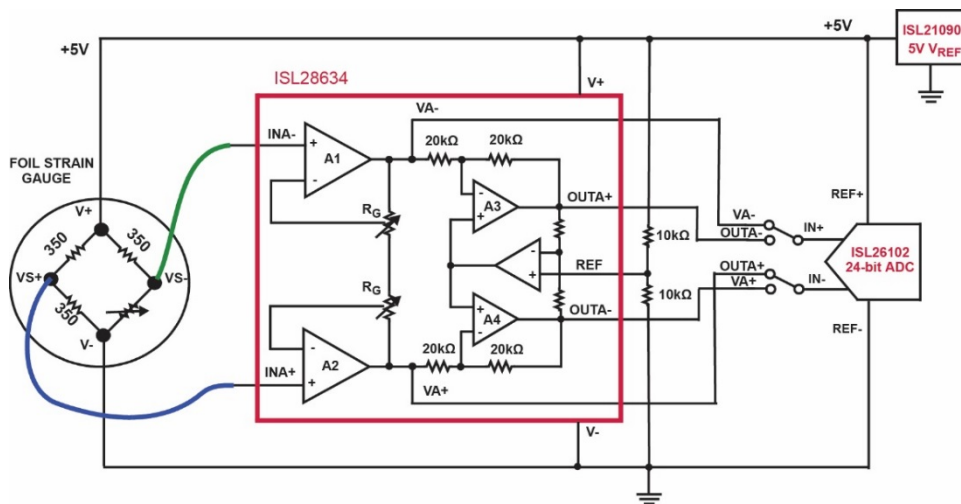 +5V
+5V
ISL21090
5V VREF
ISL28634
V+
VA-
INA-
20kΩ
20kΩ
FOIL STRAIN
GAUGE
A1
+
-
V+
350
350
VS+
VS-
350
V-
RG
RG
A3
-
+
OUTA+
-
+
REF
10kΩ
10kΩ
REF+
VA-
OUTA-
IN+
ISL26102
24-bit ADC
OUTA+
VA+
IN-
A4
+
-
OUTA-
REF-
INA+
A2
-
+
20kΩ
20kΩ
VA+
V-